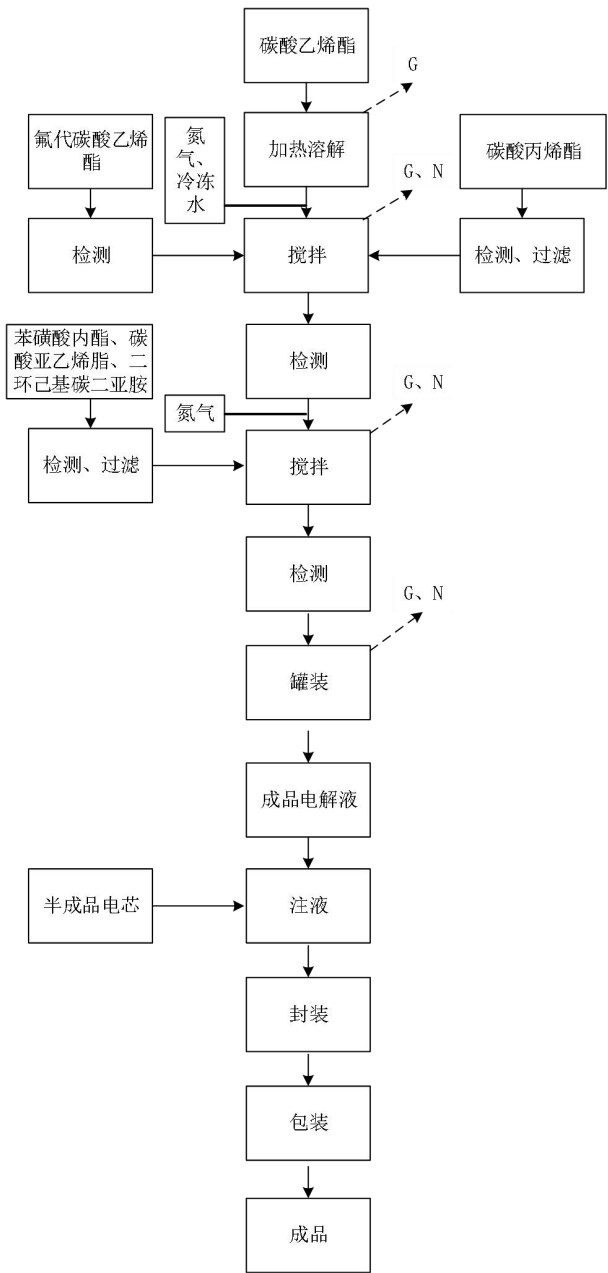 碳酸乙烯酯
G
氟代碳酸乙烯
酯
氮
气、
冷冻
水
加热溶解
碳酸丙烯酯
G、N
检测
搅拌
检测、过滤
苯磺酸内酯、碳
酸亚乙烯脂、二
环己基碳二亚胺
检测
氮气
G、N
检测、过滤
搅拌
检测
G、N
罐装
成品电解液
半成品电芯
注液
封装
包装
成品